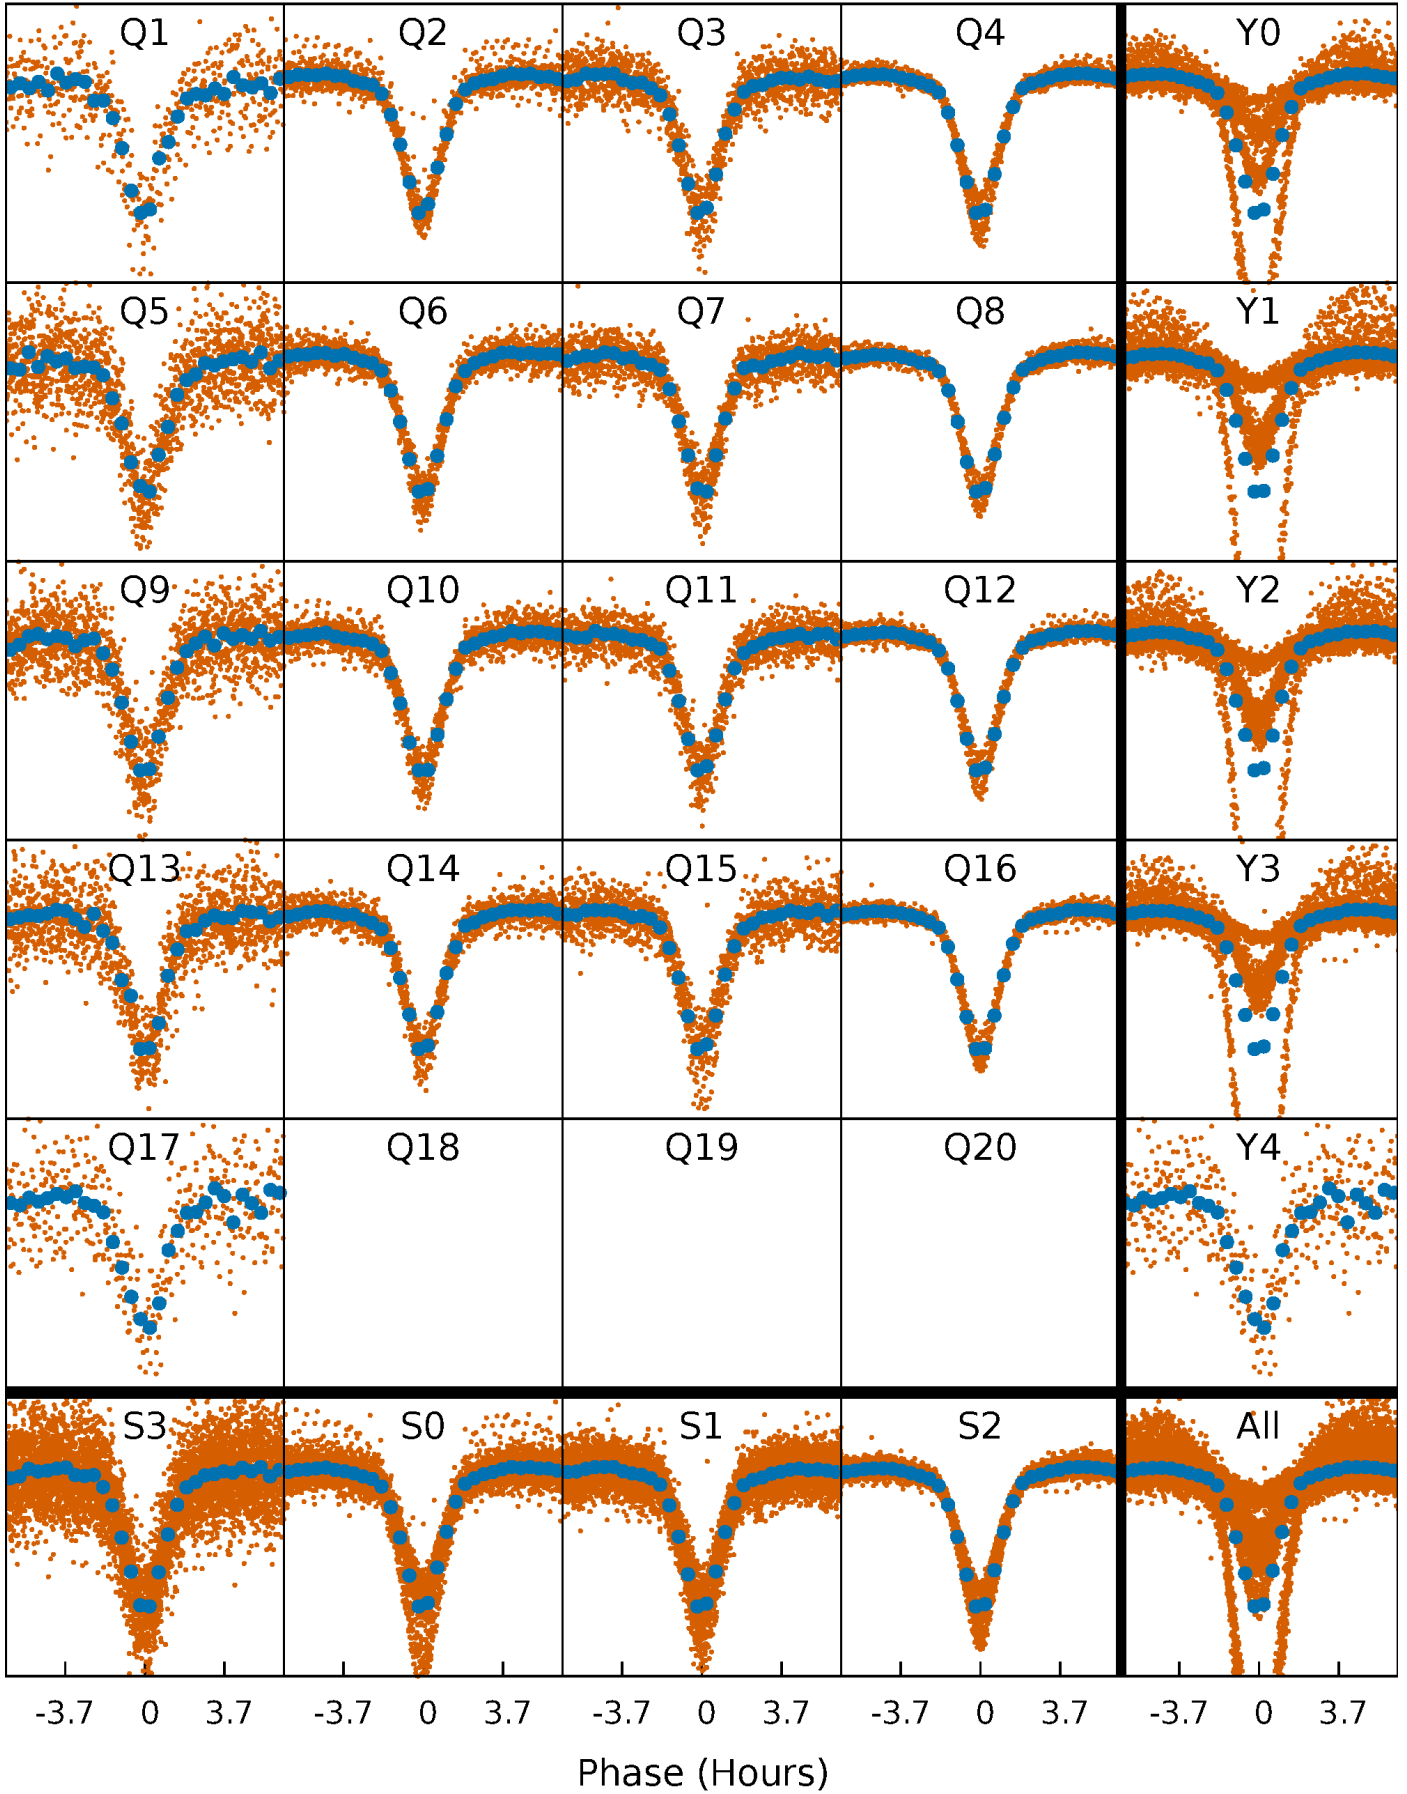 Q1 Q2 Q3 Q4 Y0
Q5 Q6 Q7 Q8 Y1
Q9 Q10 Q11 Q12 Y2
Q13 Q14 Q15 Q16 Y3
Q17 Q18 Q19 Q20 Y4
S3 S0 S1 S2 All
-3.7 0 3.7 -3.7 0 3.7 -3.7 0 3.7 -3.7 0 3.7 -3.7 0 3.7
Phase (Hours)